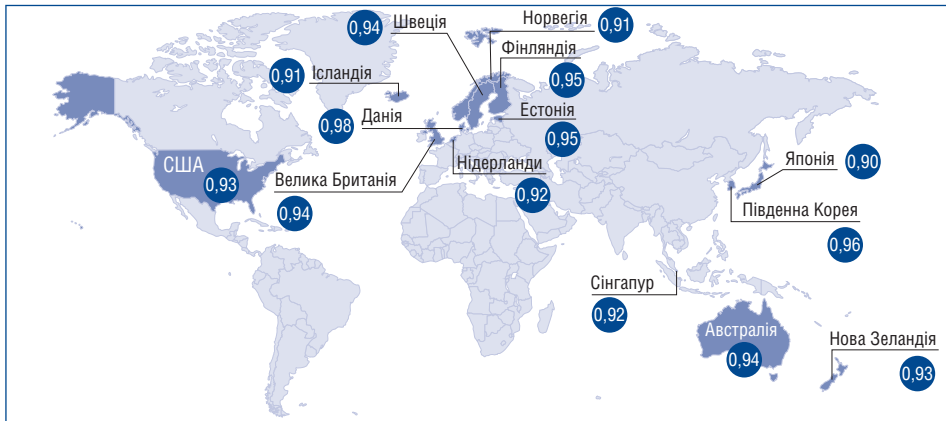 0,94
Швеція
Норвегія
0,91
Фінляндія
0,95
0,91
Ісландія
0,98
Данія
Естонія
0,95
США
0,93
Велика Британія
0,94
Нідерланди
0,92
Японія
0,90
Південна Корея
0,96
Сінгапур
0,92
Австралія
0,94
Нова Зеландія
0,93